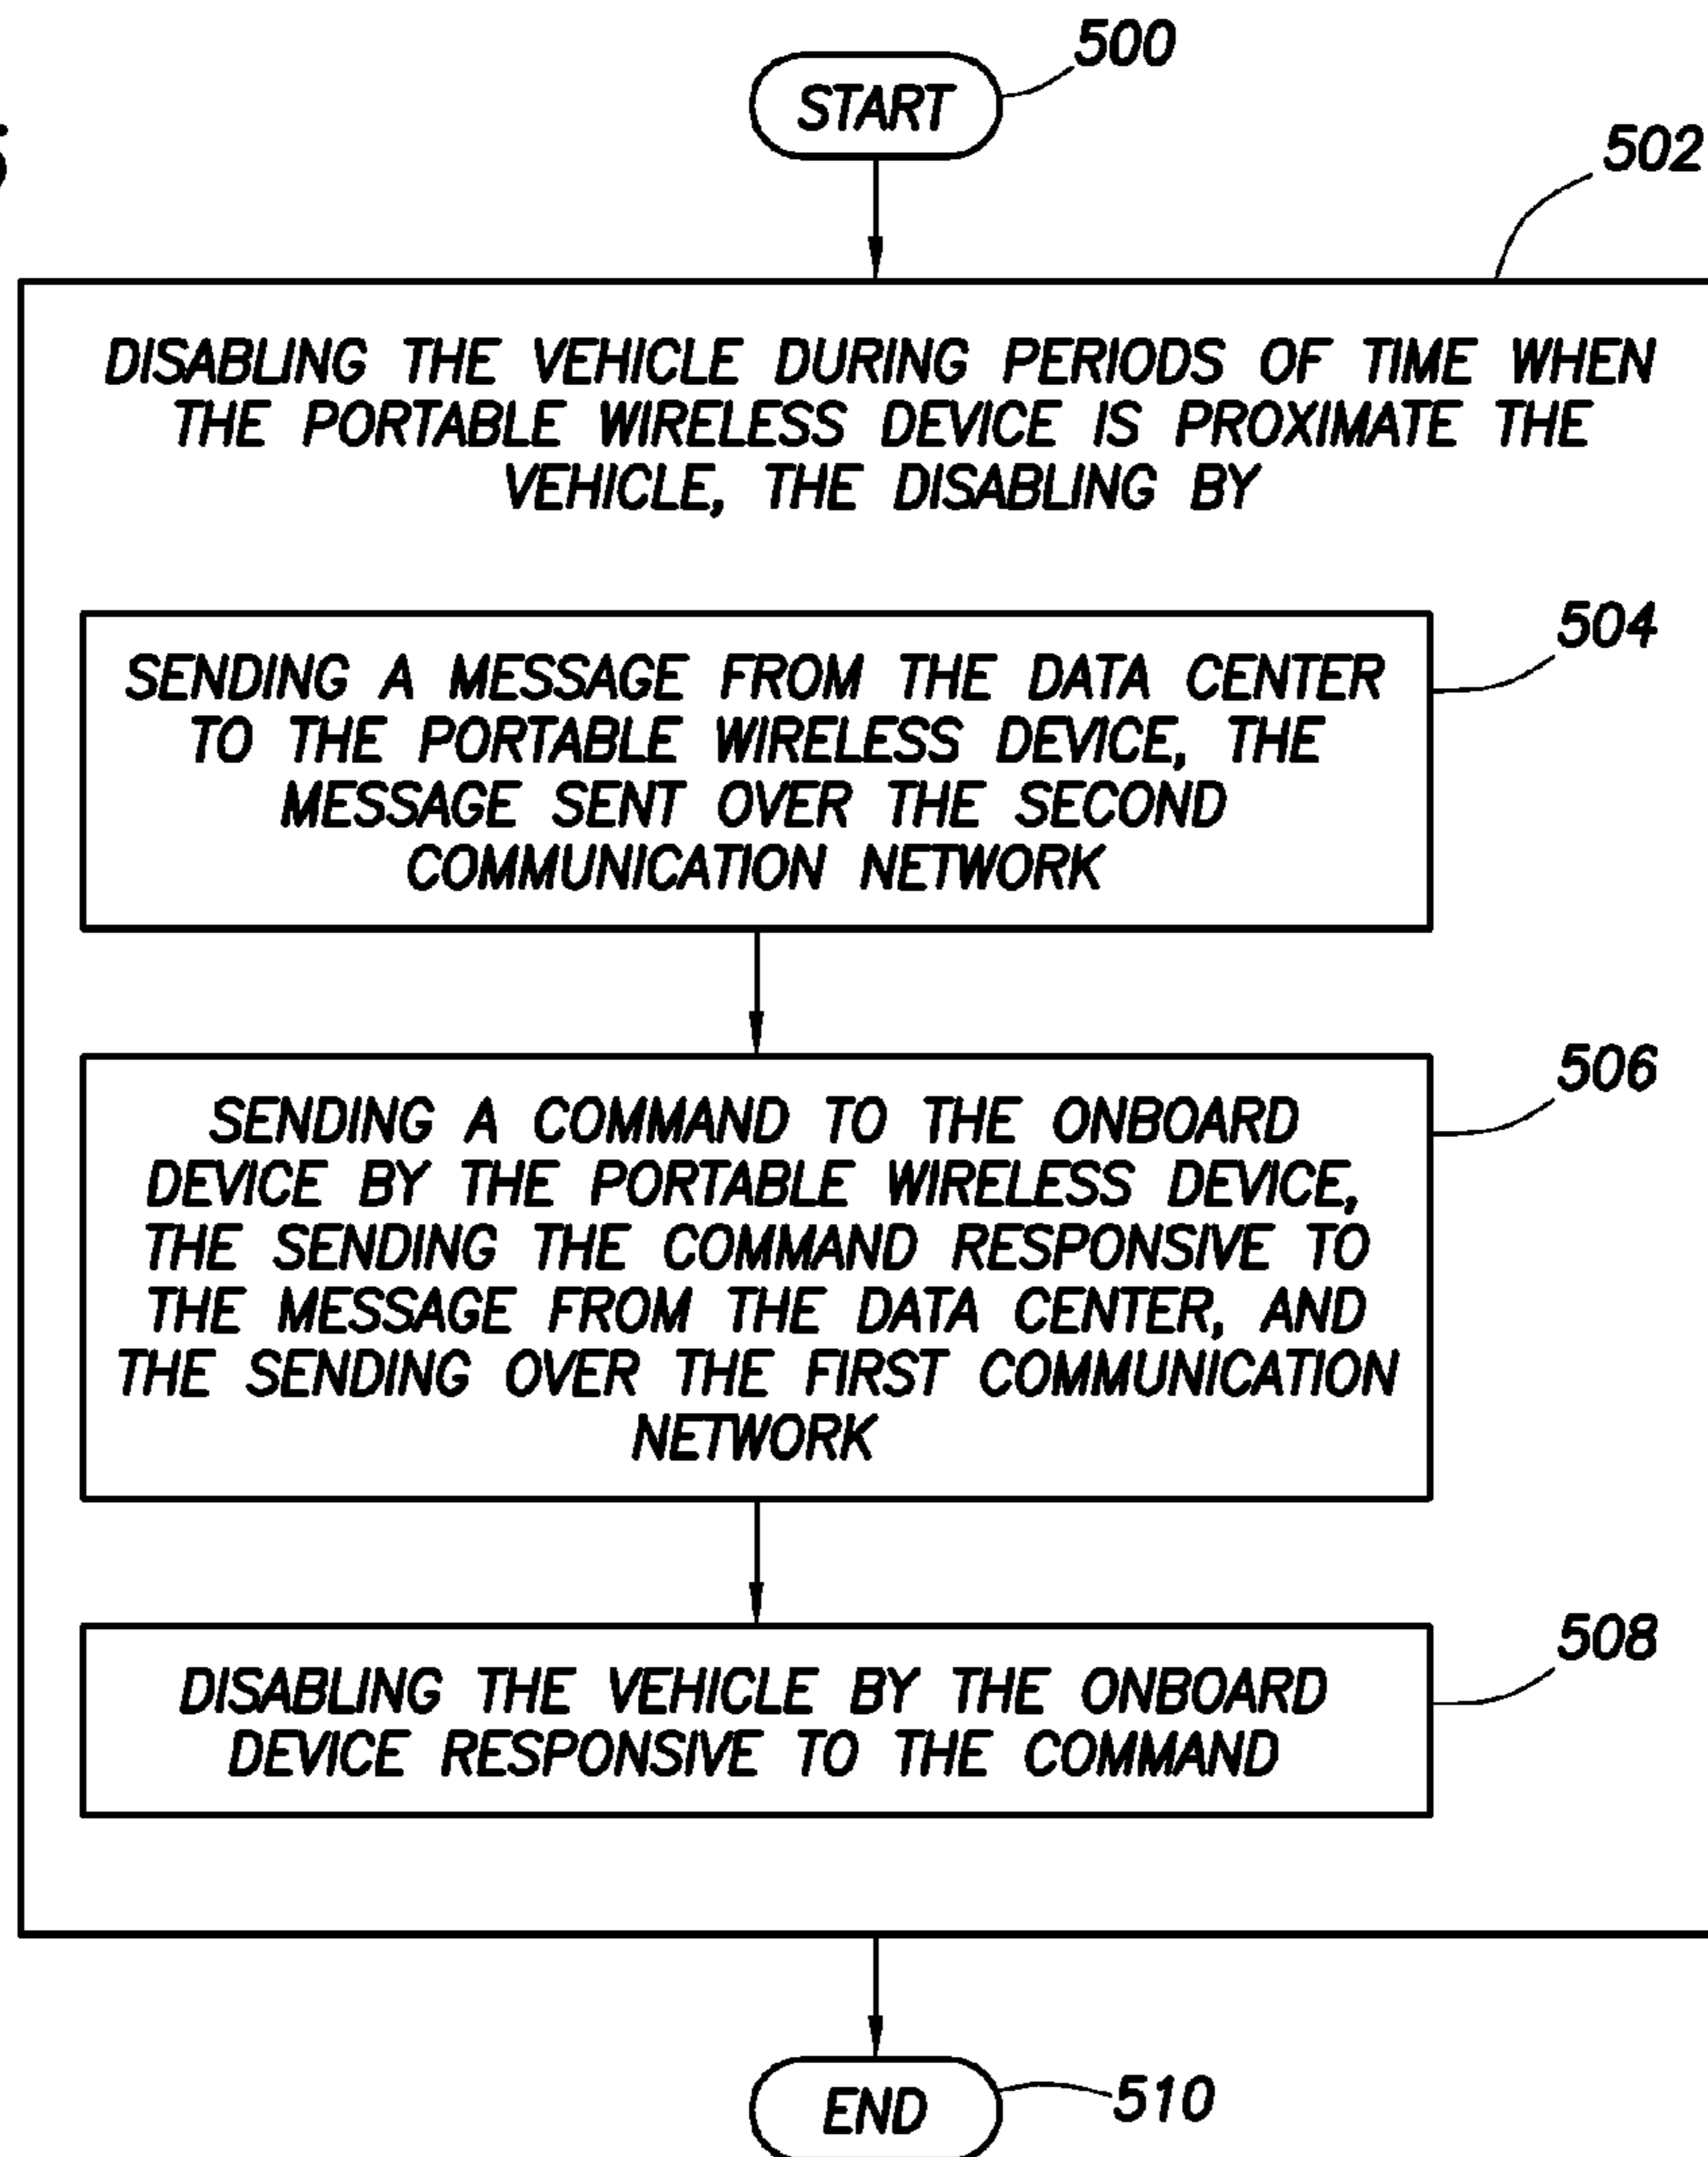 START
500
502
DISABLING THE VEHICLE DURING PERIODS OF TIME WHEN
THE PORTABLE WIRELESS DEVICE IS PROXIMATE THE
VEHICLE, THE DISABLING BY
504
SENDING A MESSAGE FROM THE DATA CENTER
TO THE PORTABLE WIRELESS DEVICE, THE
MESSAGE SENT OVER THE SECOND
COMMUNICATION NETWORK
506
SENDING A COMMAND TO THE ONBOARD
DEVICE BY THE PORTABLE WIRELESS DEVICE,
THE SENDING THE COMMAND RESPONSIVE TO
THE MESSAGE FROM THE DATA CENTER, AND
THE SENDING OVER THE FIRST COMMUNICATION
NETWORK
508
DISABLING THE VEHICLE BY THE ONBOARD
DEVICE RESPONSIVE TO THE COMMAND
END
510